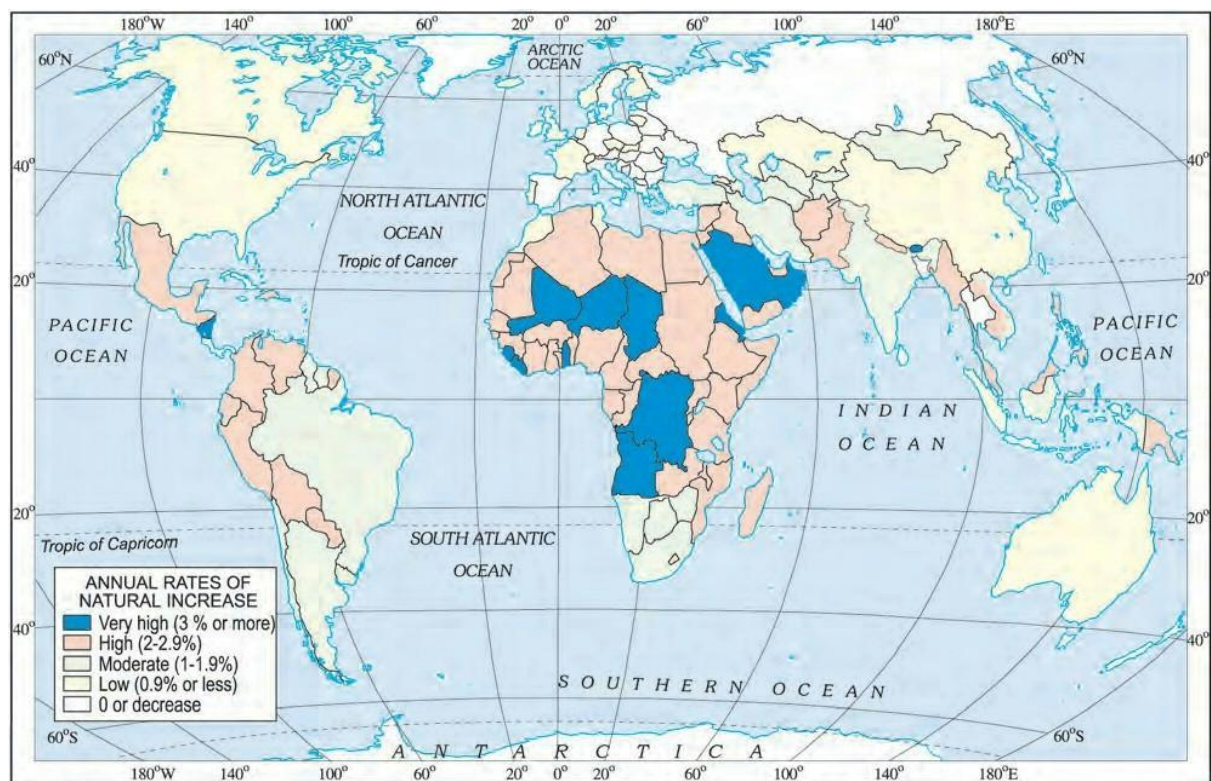 180°W 140° 100° 60° 20° 0° 20° 60° 100° 140° 180°E
ARCTIC
OCEAN
60°N
60°N
40°
40°
NORTH ATLANTIC
OCEAN
Tropic of Cancer
20°
20°
PACIFIC
OCEAN
PACIFIC
OCEAN
0°
0°
INDIAN
OCEAN
20°
20°
Tropic of Capricorn
SOUTH ATLANTIC
OCEAN
ANNUAL RATES OF
NATURAL INCREASE
Very high (3 % or more)
High (2-2.9%)
Moderate (1-1.9%)
Low (0.9% or less)
0 or decrease
40°
40°
SOUTHERN OCEAN
60°S
60°S
ANTARCTICA
180°W 140° 100° 60° 20° 0° 20° 60° 100° 140° 180°E